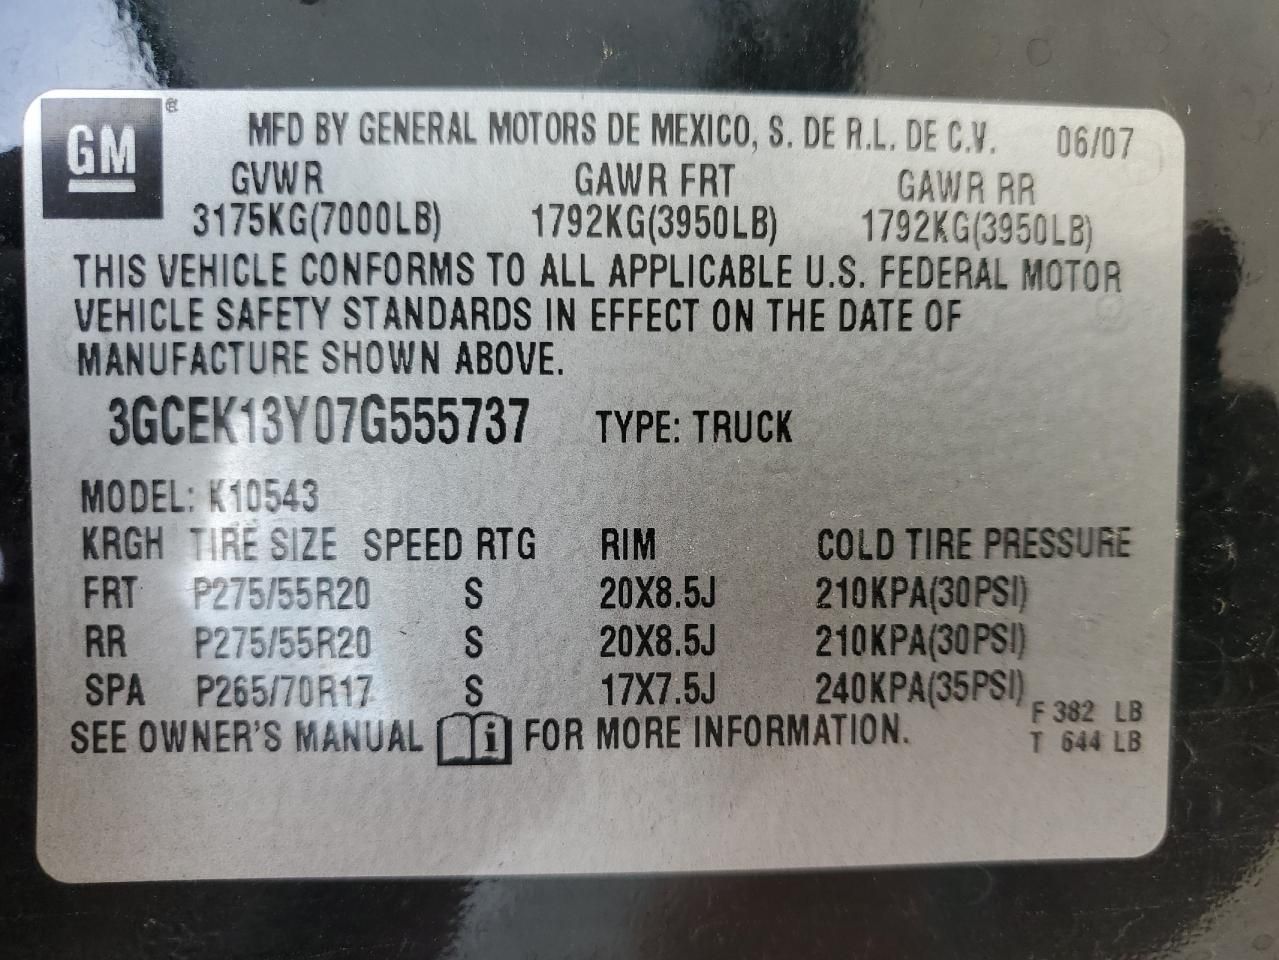 GM ®
MFD BY GENERAL MOTORS DE MEXICO, S. DE R.L. DE C.V. 06/07
GVWR GAWR FRT GAWR RR
3175KG(7000LB) 1792KG(3950LB) 1792KG(3950LB)
THIS VEHICLE CONFORMS TO ALL APPLICABLE U.S. FEDERAL MOTOR
VEHICLE SAFETY STANDARDS IN EFFECT ON THE DATE OF
MANUFACTURE SHOWN ABOVE.
3GCEK13Y07G555737 TYPE: TRUCK
MODEL: K10543
KRGH TIRE SIZE SPEED RTG RIM COLD TIRE PRESSURE
FRT P275/55R20 S 20X8.5J 210KPA(30PSI)
RR P275/55R20 S 20X8.5J 210KPA(30PSI)
SPA P265/70R17 S 17X7.5J 240KPA(35PSI)
F 382 LB
SEE OWNER'S MANUAL i FOR MORE INFORMATION. T 644 LB